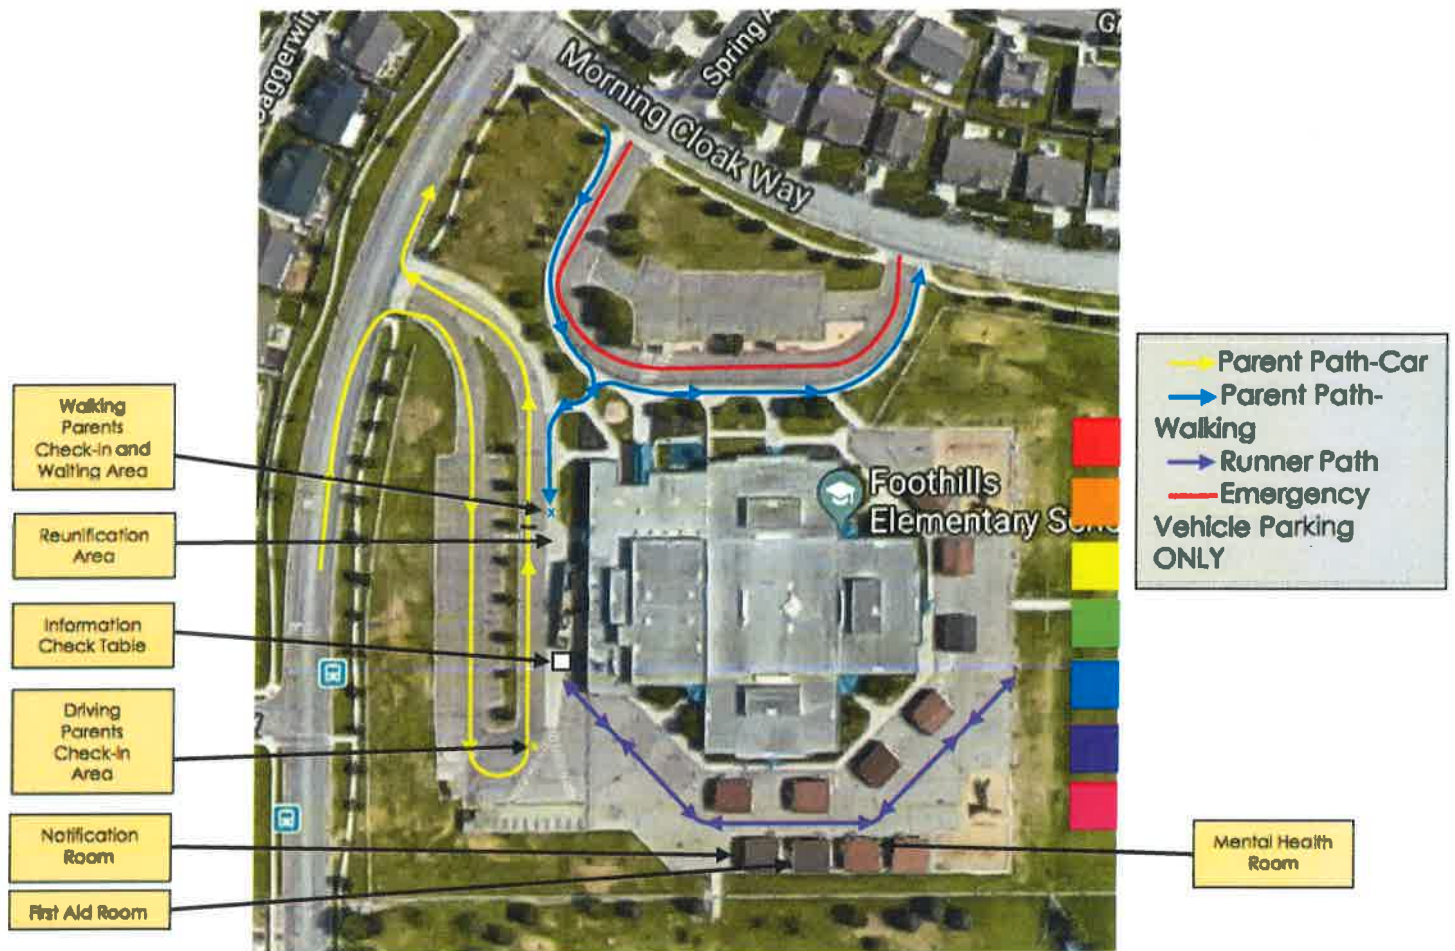 Morning Cloak Way
Spring
Walking
Parents
Check-in and
Waiting Area
Reunification
Area
Information
Check Table
Driving
Parents
Check-in
Area
Notification
Room
First Aid Room
Foothills
Elementary
Parent Path-Car
Parent Path-
Walking
Runner Path
Emergency
Vehicle Parking
ONLY
Mental Health
Room